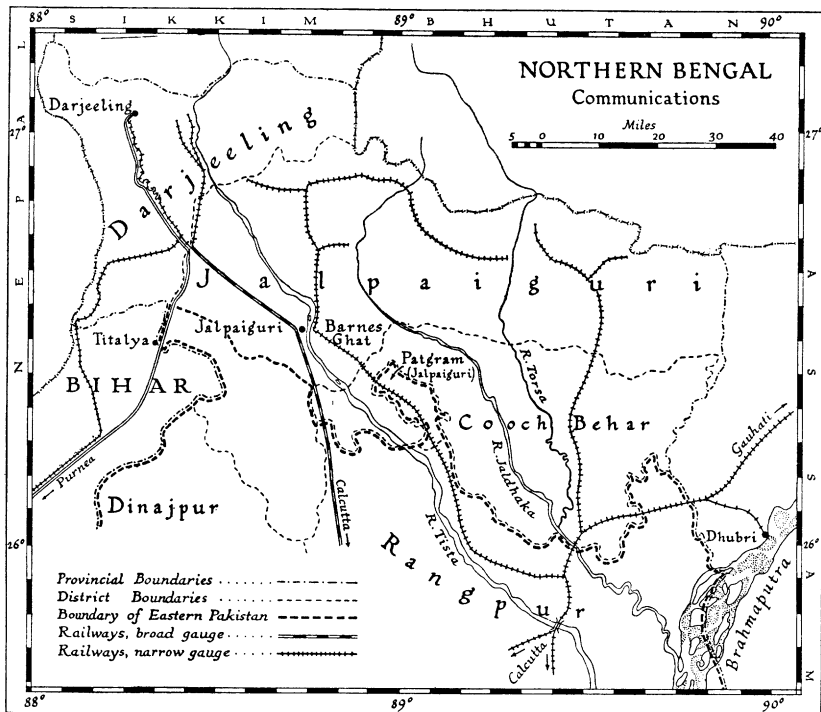 88°
SIKKIM
89°
BHUTAN
90°
NEPAL
NORTHERN BENGAL
Communications
Miles
5 0 10 20 30 40
27°
27°
Darjeeling
Darjeeling
Jalpaiguri
Titalya
Jalpaiguri
Barnes
Ghat
Patgram
(Jalpaiguri)
R. Torsa
BIHAR
Cooch Behar
R. Jaldhaka
Gauhati
Purnea
Dinajpur
Calcutta
R. Tista
Rangpur
Dhubri
26°
26°
ASSAM
Brahmaputra
Calcutta
Provincial Boundaries
District Boundaries
Boundary of Eastern Pakistan
Railways, broad gauge
Railways, narrow gauge
88°
89°
90°